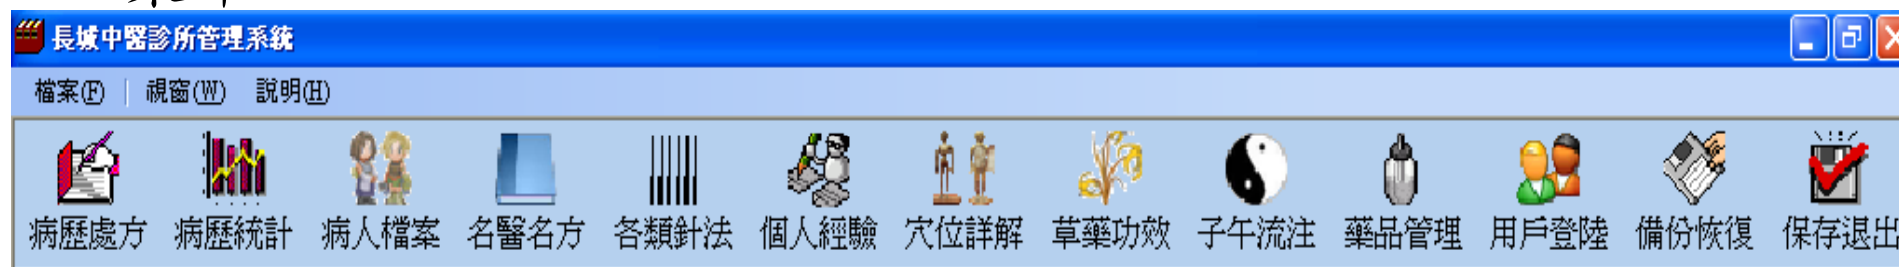 長城中醫診所管理系統
檔案(F) 視窗(W) 説明(H)
病歷處方 病歷統計 病人檔案 名醫名方 各類針法 個人經驗 穴位詳解 草藥功效 子午流注 藥品管理 用戶登陸 備份恢復 保存退出